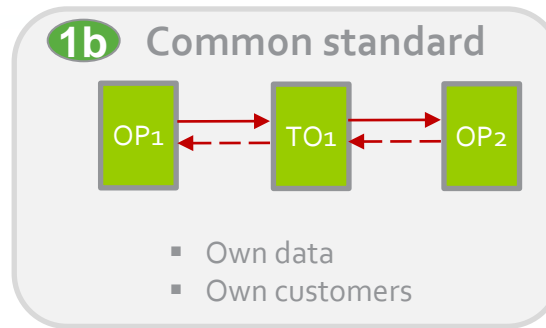 1b Common standard
OP1 TO1 OP2
▪ Own data
▪ Own customers